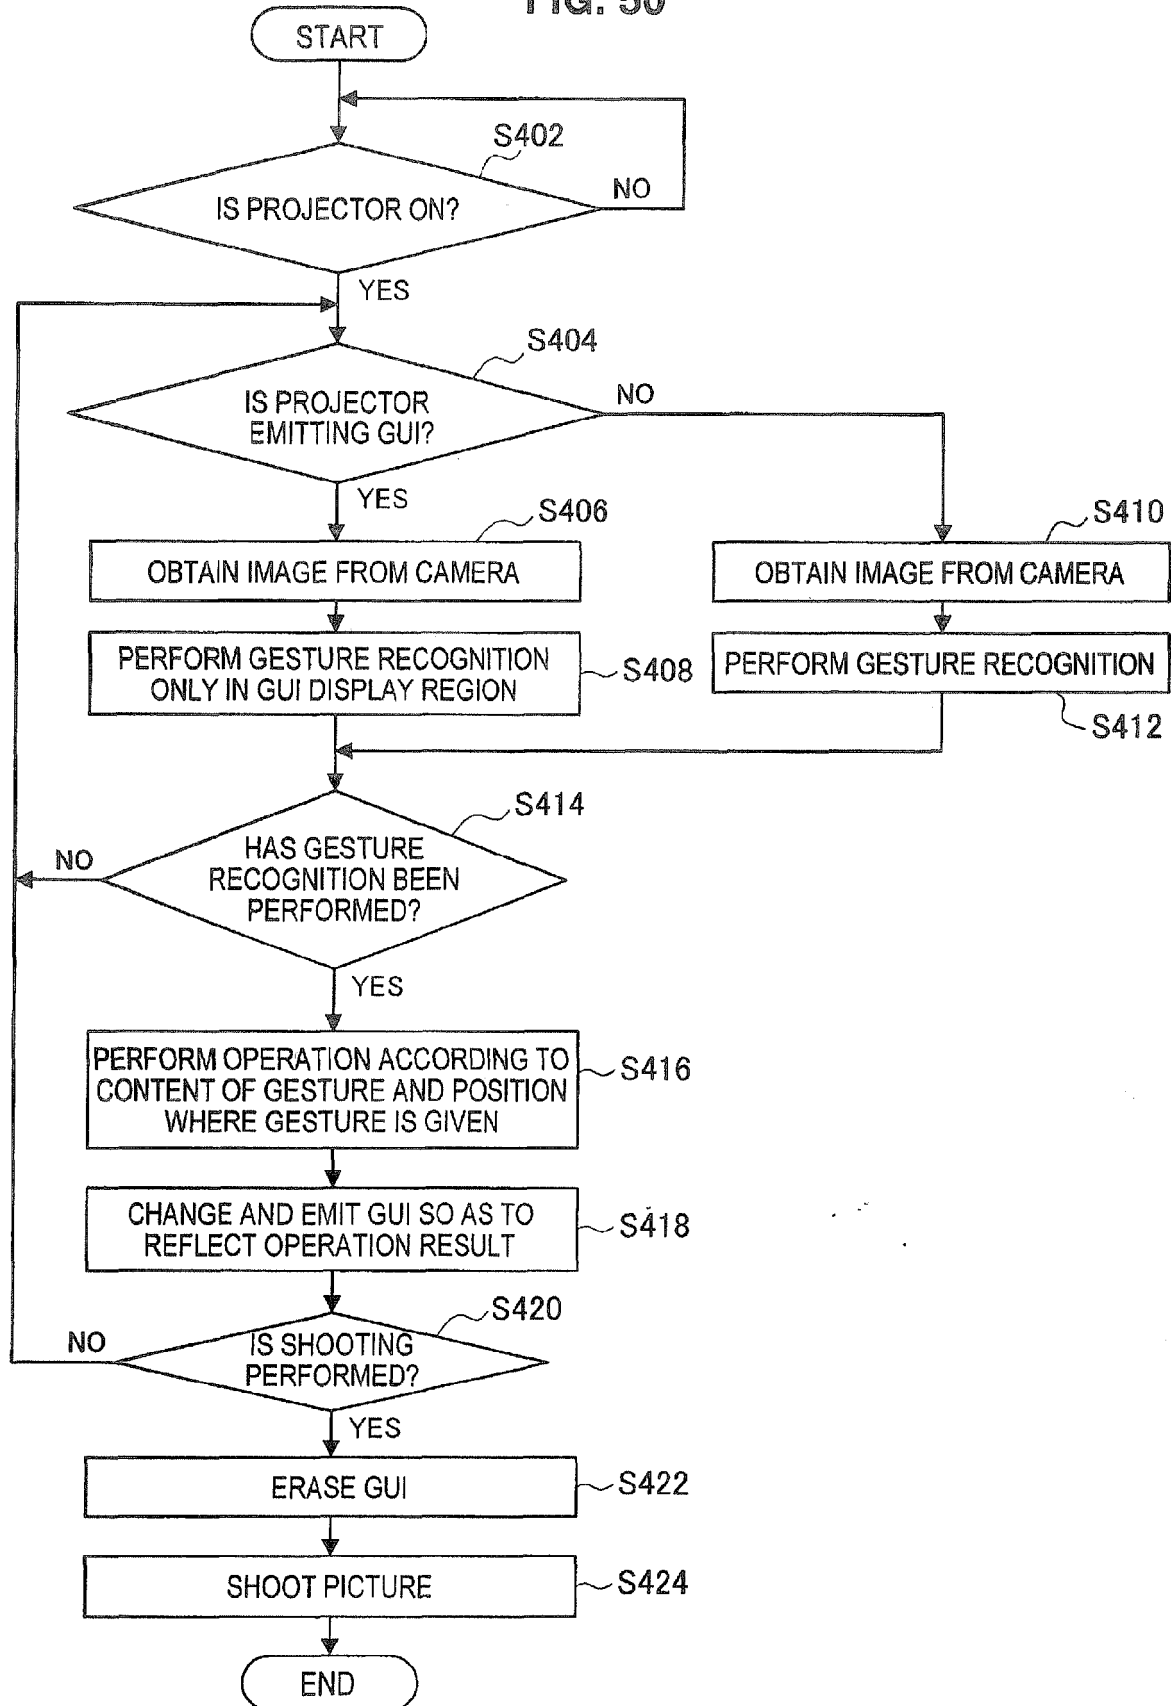 FIG. 50
START
S402
IS PROJECTOR ON?
NO
YES
S404
IS PROJECTOR
EMITTING GUI?
NO
YES
S406
OBTAIN IMAGE FROM CAMERA
S410
OBTAIN IMAGE FROM CAMERA
PERFORM GESTURE RECOGNITION
ONLY IN GUI DISPLAY REGION
S408
PERFORM GESTURE RECOGNITION
S412
S414
HAS GESTURE
RECOGNITION BEEN
PERFORMED?
NO
YES
PERFORM OPERATION ACCORDING TO
CONTENT OF GESTURE AND POSITION
WHERE GESTURE IS GIVEN
S416
CHANGE AND EMIT GUI SO AS TO
REFLECT OPERATION RESULT
S418
S420
IS SHOOTING
PERFORMED?
NO
YES
ERASE GUI
S422
SHOOT PICTURE
S424
END